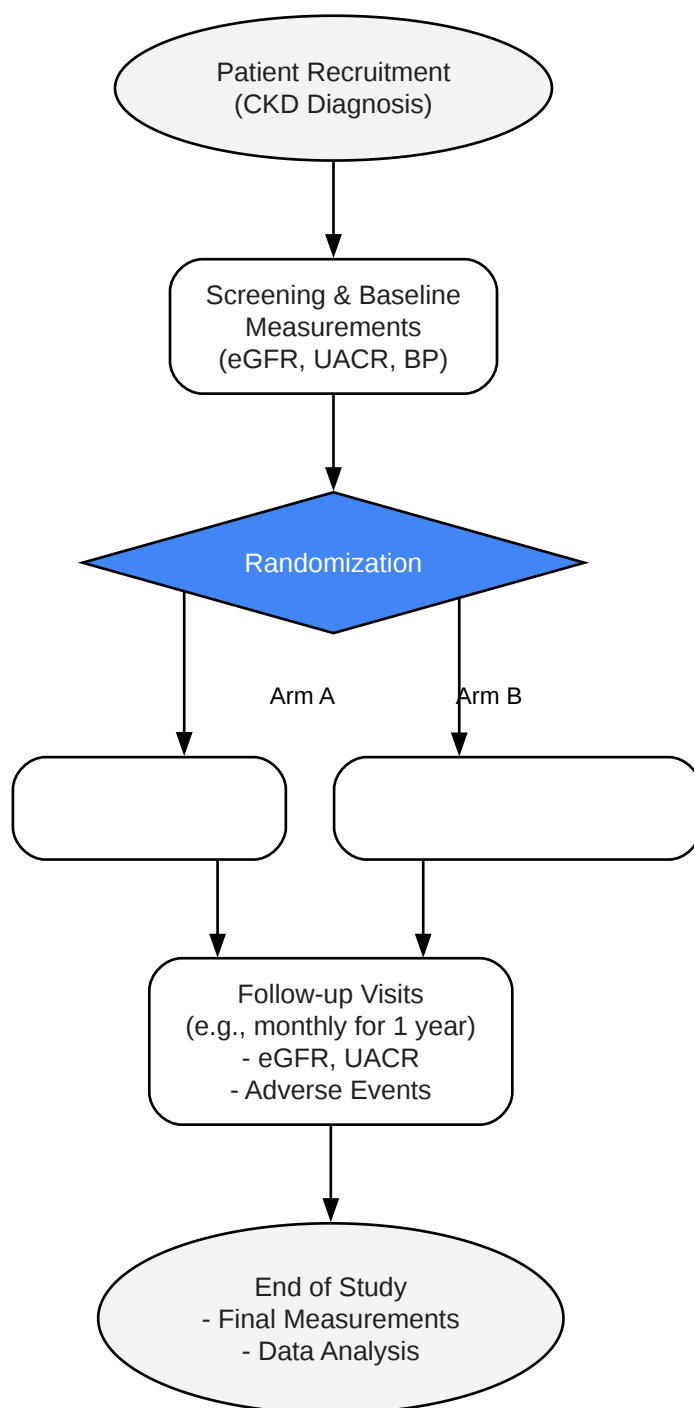 Patient Recruitment
(CKD Diagnosis)
Screening & Baseline
Measurements
(eGFR, UACR, BP)
Randomization
Arm A
Arm B
Follow-up Visits
(e.g., monthly for 1 year)
- eGFR, UACR
- Adverse Events
End of Study
- Final Measurements
- Data Analysis